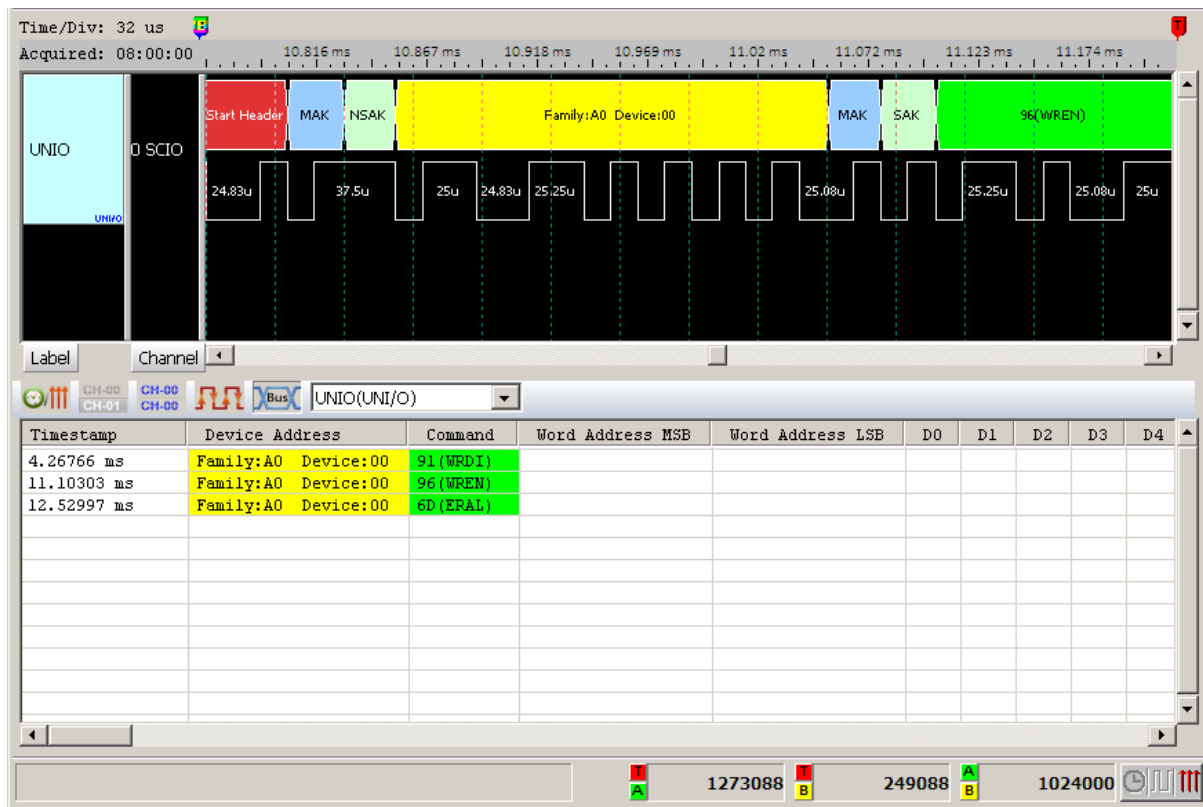 Time/Div: 32 us
T
Acquired: 08:00:00 10.816 ms 10.867 ms 10.918 ms 10.969 ms 11.02 ms 11.072 ms 11.123 ms 11.174 ms
Start Header MAK NSAK Family:A0 Device:00 MAK SAK 96(WREN)
UNIO 0 SCIO
24.83u 37.5u 25u 24.83u 25.25u 25.08u 25.25u 25.08u 25u
UNI/O
Label Channel
CH-00 CH-01 CH-00 CH-00 Bus UNIO(UNI/O)
Timestamp Device Address Command Word Address MSB Word Address LSB D0 D1 D2 D3 D4
4.26766 ms Family:A0 Device:00 91(WRDI)
11.10303 ms Family:A0 Device:00 96(WREN)
12.52997 ms Family:A0 Device:00 6D(ERAL)
T A 1273088 T B 249088 A B 1024000